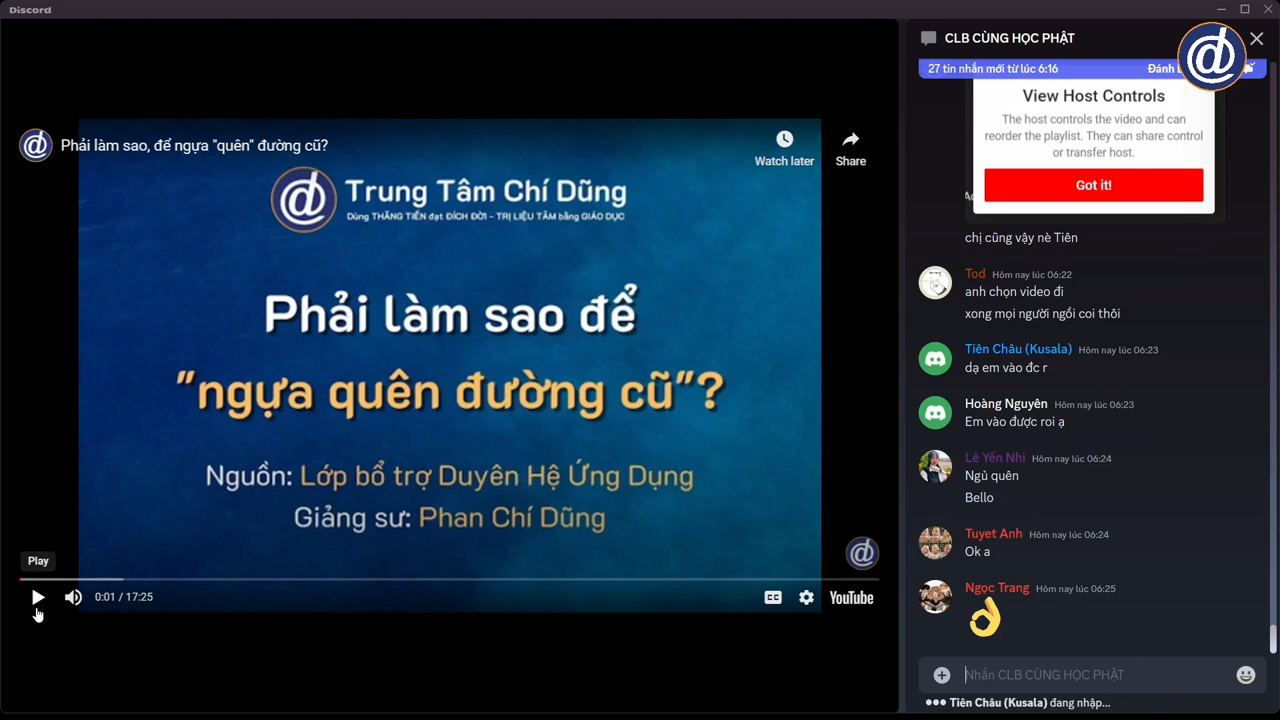 Discord
Phải làm sao, để ngựa "quên" đường cũ?
Watch later
Share
Trung Tâm Chí Dũng
Dùng THĂNG TIẾN đạt ĐÍCH ĐỜI - TRỊ LIỆU TÂM bằng GIÁO DỤC
Phải làm sao để
"ngựa quên đường cũ"?
Nguồn: Lớp bổ trợ Duyên Hệ Ứng Dụng
Giảng sư: Phan Chí Dũng
Play
0:01 / 17:25
CC
YouTube
CLB CÙNG HỌC PHẬT
27 tin nhắn mới từ lúc 6:16
Đánh
View Host Controls
The host controls the video and can
reorder the playlist. They can share control
or transfer host.
Got it!
chị cũng vậy nè Tiên
Tod Hôm nay lúc 06:22
anh chọn video đi
xong mọi người ngồi coi thôi
Tiên Châu (Kusala) Hôm nay lúc 06:23
dạ em vào đc r
Hoàng Nguyên Hôm nay lúc 06:23
Em vào được roi ạ
Lê Yến Nhi Hôm nay lúc 06:24
Ngủ quên
Bello
Tuyet Anh Hôm nay lúc 06:24
Ok a
Ngọc Trang Hôm nay lúc 06:25
Nhắn CLB CÙNG HỌC PHẬT
Tiên Châu (Kusala) đang nhập...